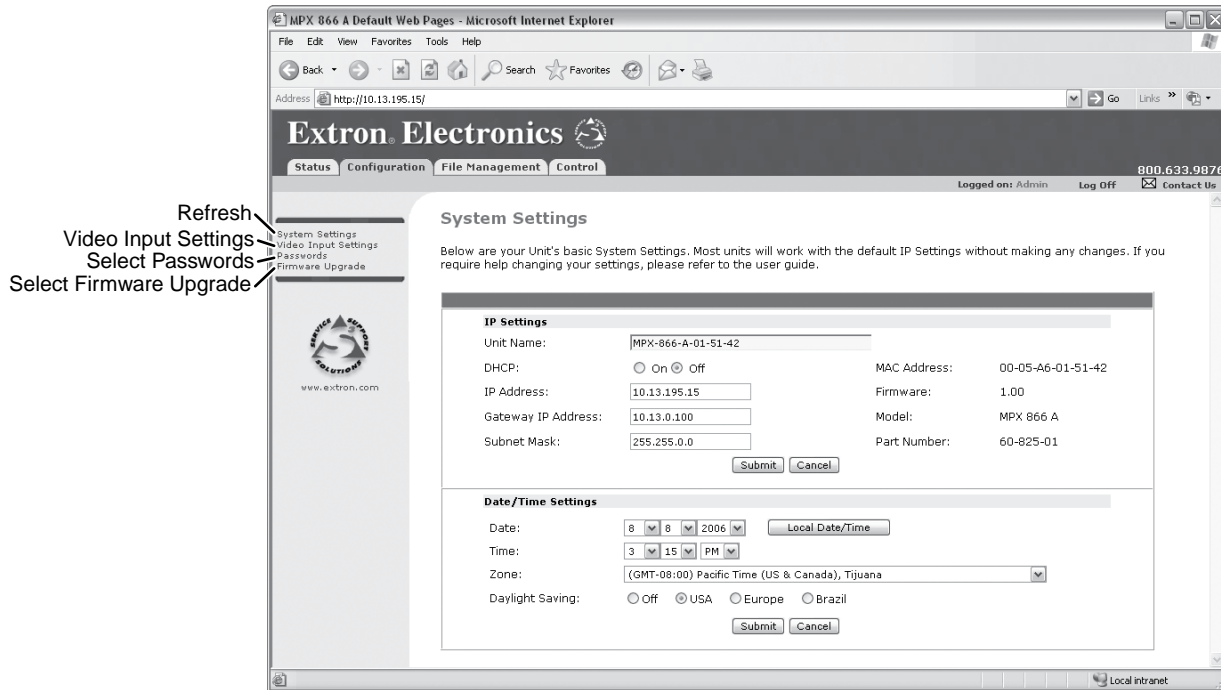 MPX 866 A Default Web Pages - Microsoft Internet Explorer
File Edit View Favorites Tools Help
Back Search Favorites
Address http://10.13.195.15/ Go Links »
Extron® Electronics
Status Configuration File Management Control
800.633.9876
Logged on: Admin Log Off Contact Us
Refresh
Video Input Settings
Select Passwords
Select Firmware Upgrade
System Settings
Video Input Settings
Passwords
Firmware Upgrade
SERVICE SUPPORT SOLUTIONS
www.extron.com
System Settings
Below are your Unit's basic System Settings. Most units will work with the default IP Settings without making any changes. If you
require help changing your settings, please refer to the user guide.
IP Settings
Unit Name: MPX-866-A-01-51-42
DHCP: On Off MAC Address: 00-05-A6-01-51-42
IP Address: 10.13.195.15 Firmware: 1.00
Gateway IP Address: 10.13.0.100 Model: MPX 866 A
Subnet Mask: 255.255.0.0 Part Number: 60-825-01
Submit Cancel
Date/Time Settings
Date: 8 8 2006 Local Date/Time
Time: 3 15 PM
Zone: (GMT-08:00) Pacific Time (US & Canada), Tijuana
Daylight Saving: Off USA Europe Brazil
Submit Cancel
Local intranet